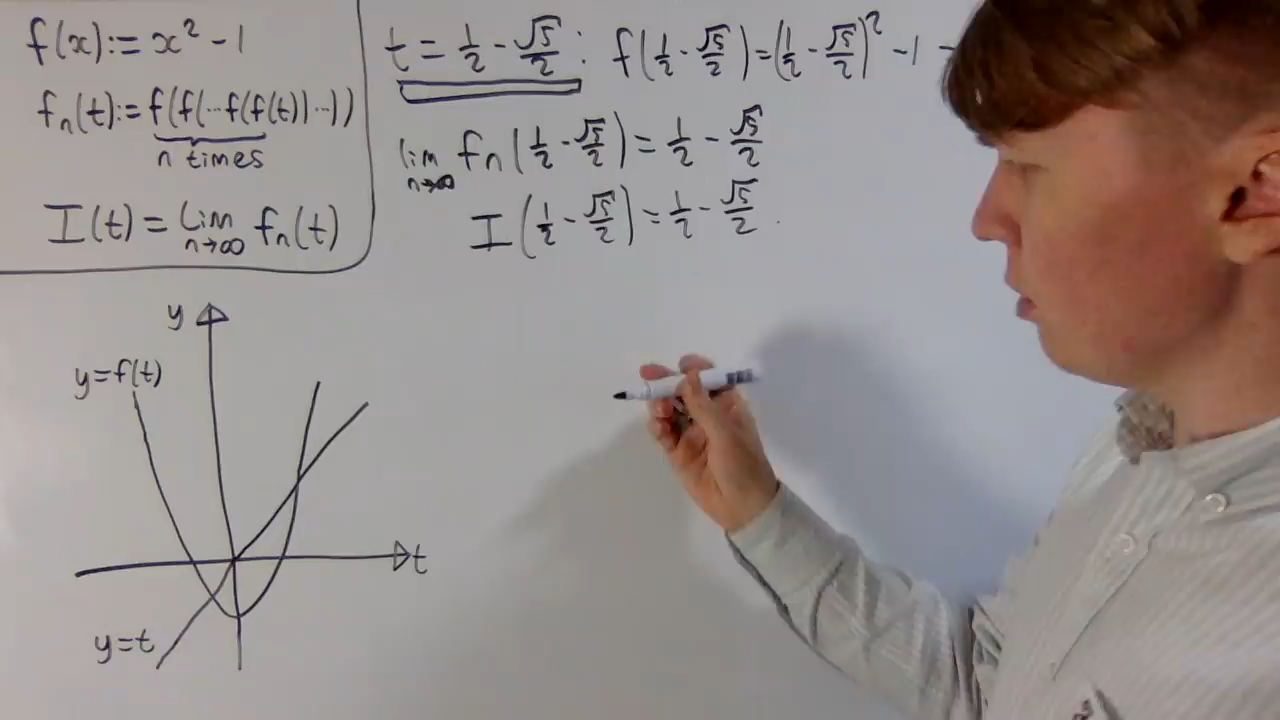 f(x):= x² - 1
fₙ(t):= f(f(...f(f(t))...))
n times
I(t) = lim n→∞ fₙ(t)
t = 1/2 - √5/2 : f(1/2 - √5/2) = (1/2 - √5/2)² - 1
lim n→∞ fₙ(1/2 - √5/2) = 1/2 - √5/2
I(1/2 - √5/2) = 1/2 - √5/2.
y
y=f(t)
t
y=t